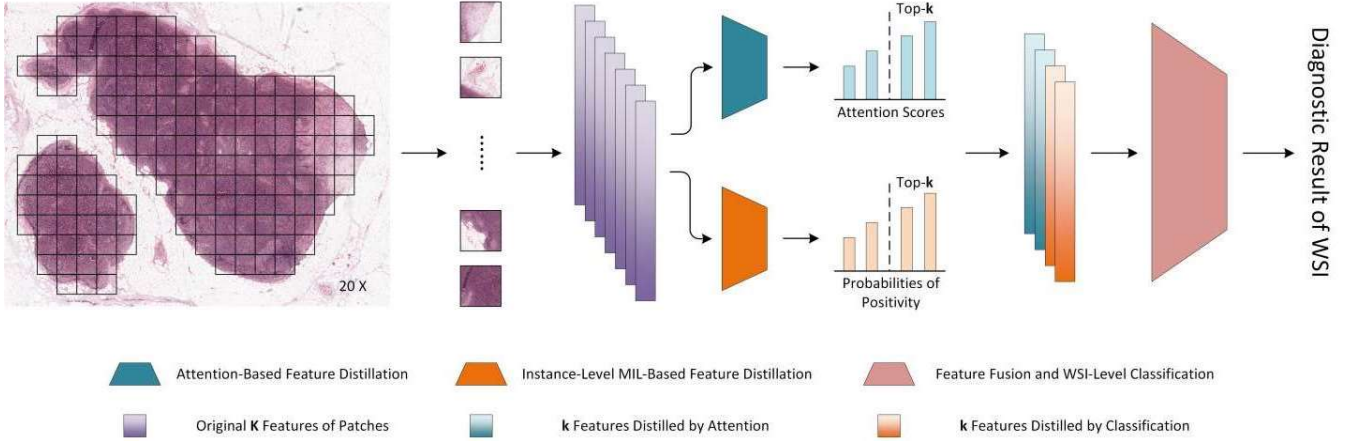 20 X
Top-k
Attention Scores
Top-k
Probabilities of
Positivity
Diagnostic Result of WSI
Attention-Based Feature Distillation
Instance-Level MIL-Based Feature Distillation
Feature Fusion and WSI-Level Classification
Original K Features of Patches
k Features Distilled by Attention
k Features Distilled by Classification